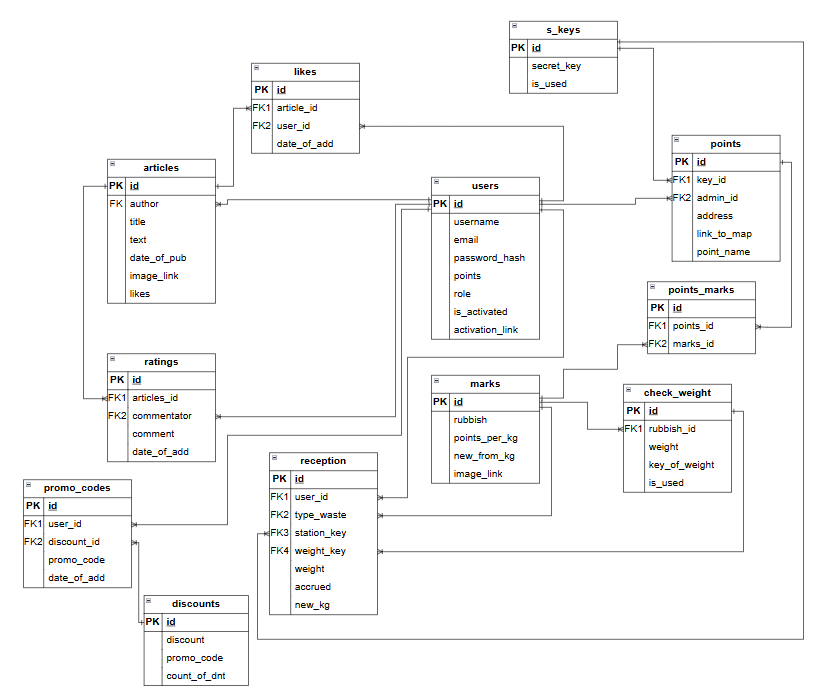 s_keys
PK id
secret_key
is_used
likes
PK id
FK1 article_id
FK2 user_id
date_of_add
points
PK id
FK1 key_id
FK2 admin_id
address
link_to_map
point_name
articles
PK id
FK author
title
text
date_of_pub
image_link
likes
users
PK id
username
email
password_hash
points
role
is_activated
activation_link
points_marks
PK id
FK1 points_id
FK2 marks_id
ratings
PK id
FK1 articles_id
FK2 commentator
comment
date_of_add
marks
PK id
rubbish
points_per_kg
new_from_kg
image_link
check_weight
PK id
FK1 rubbish_id
weight
key_of_weight
is_used
reception
PK id
FK1 user_id
FK2 type_waste
FK3 station_key
FK4 weight_key
weight
accrued
new_kg
promo_codes
PK id
FK1 user_id
FK2 discount_id
promo_code
date_of_add
discounts
PK id
discount
promo_code
count_of_dnt